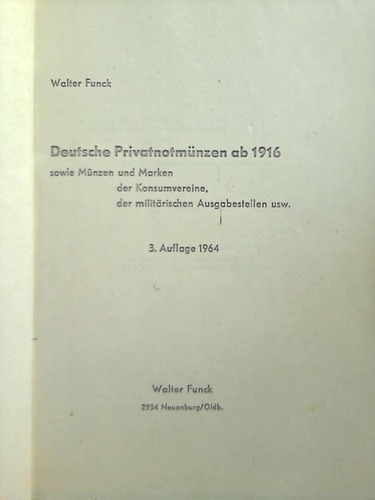 Walter Funck
Deutsche Privatnotmünzen ab 1916
sowie Münzen und Marken
der Konsumvereine,
der militärischen Ausgabestellen usw.
3. Auflage 1964
Walter Funck
2934 Neuenburg/Oldb.